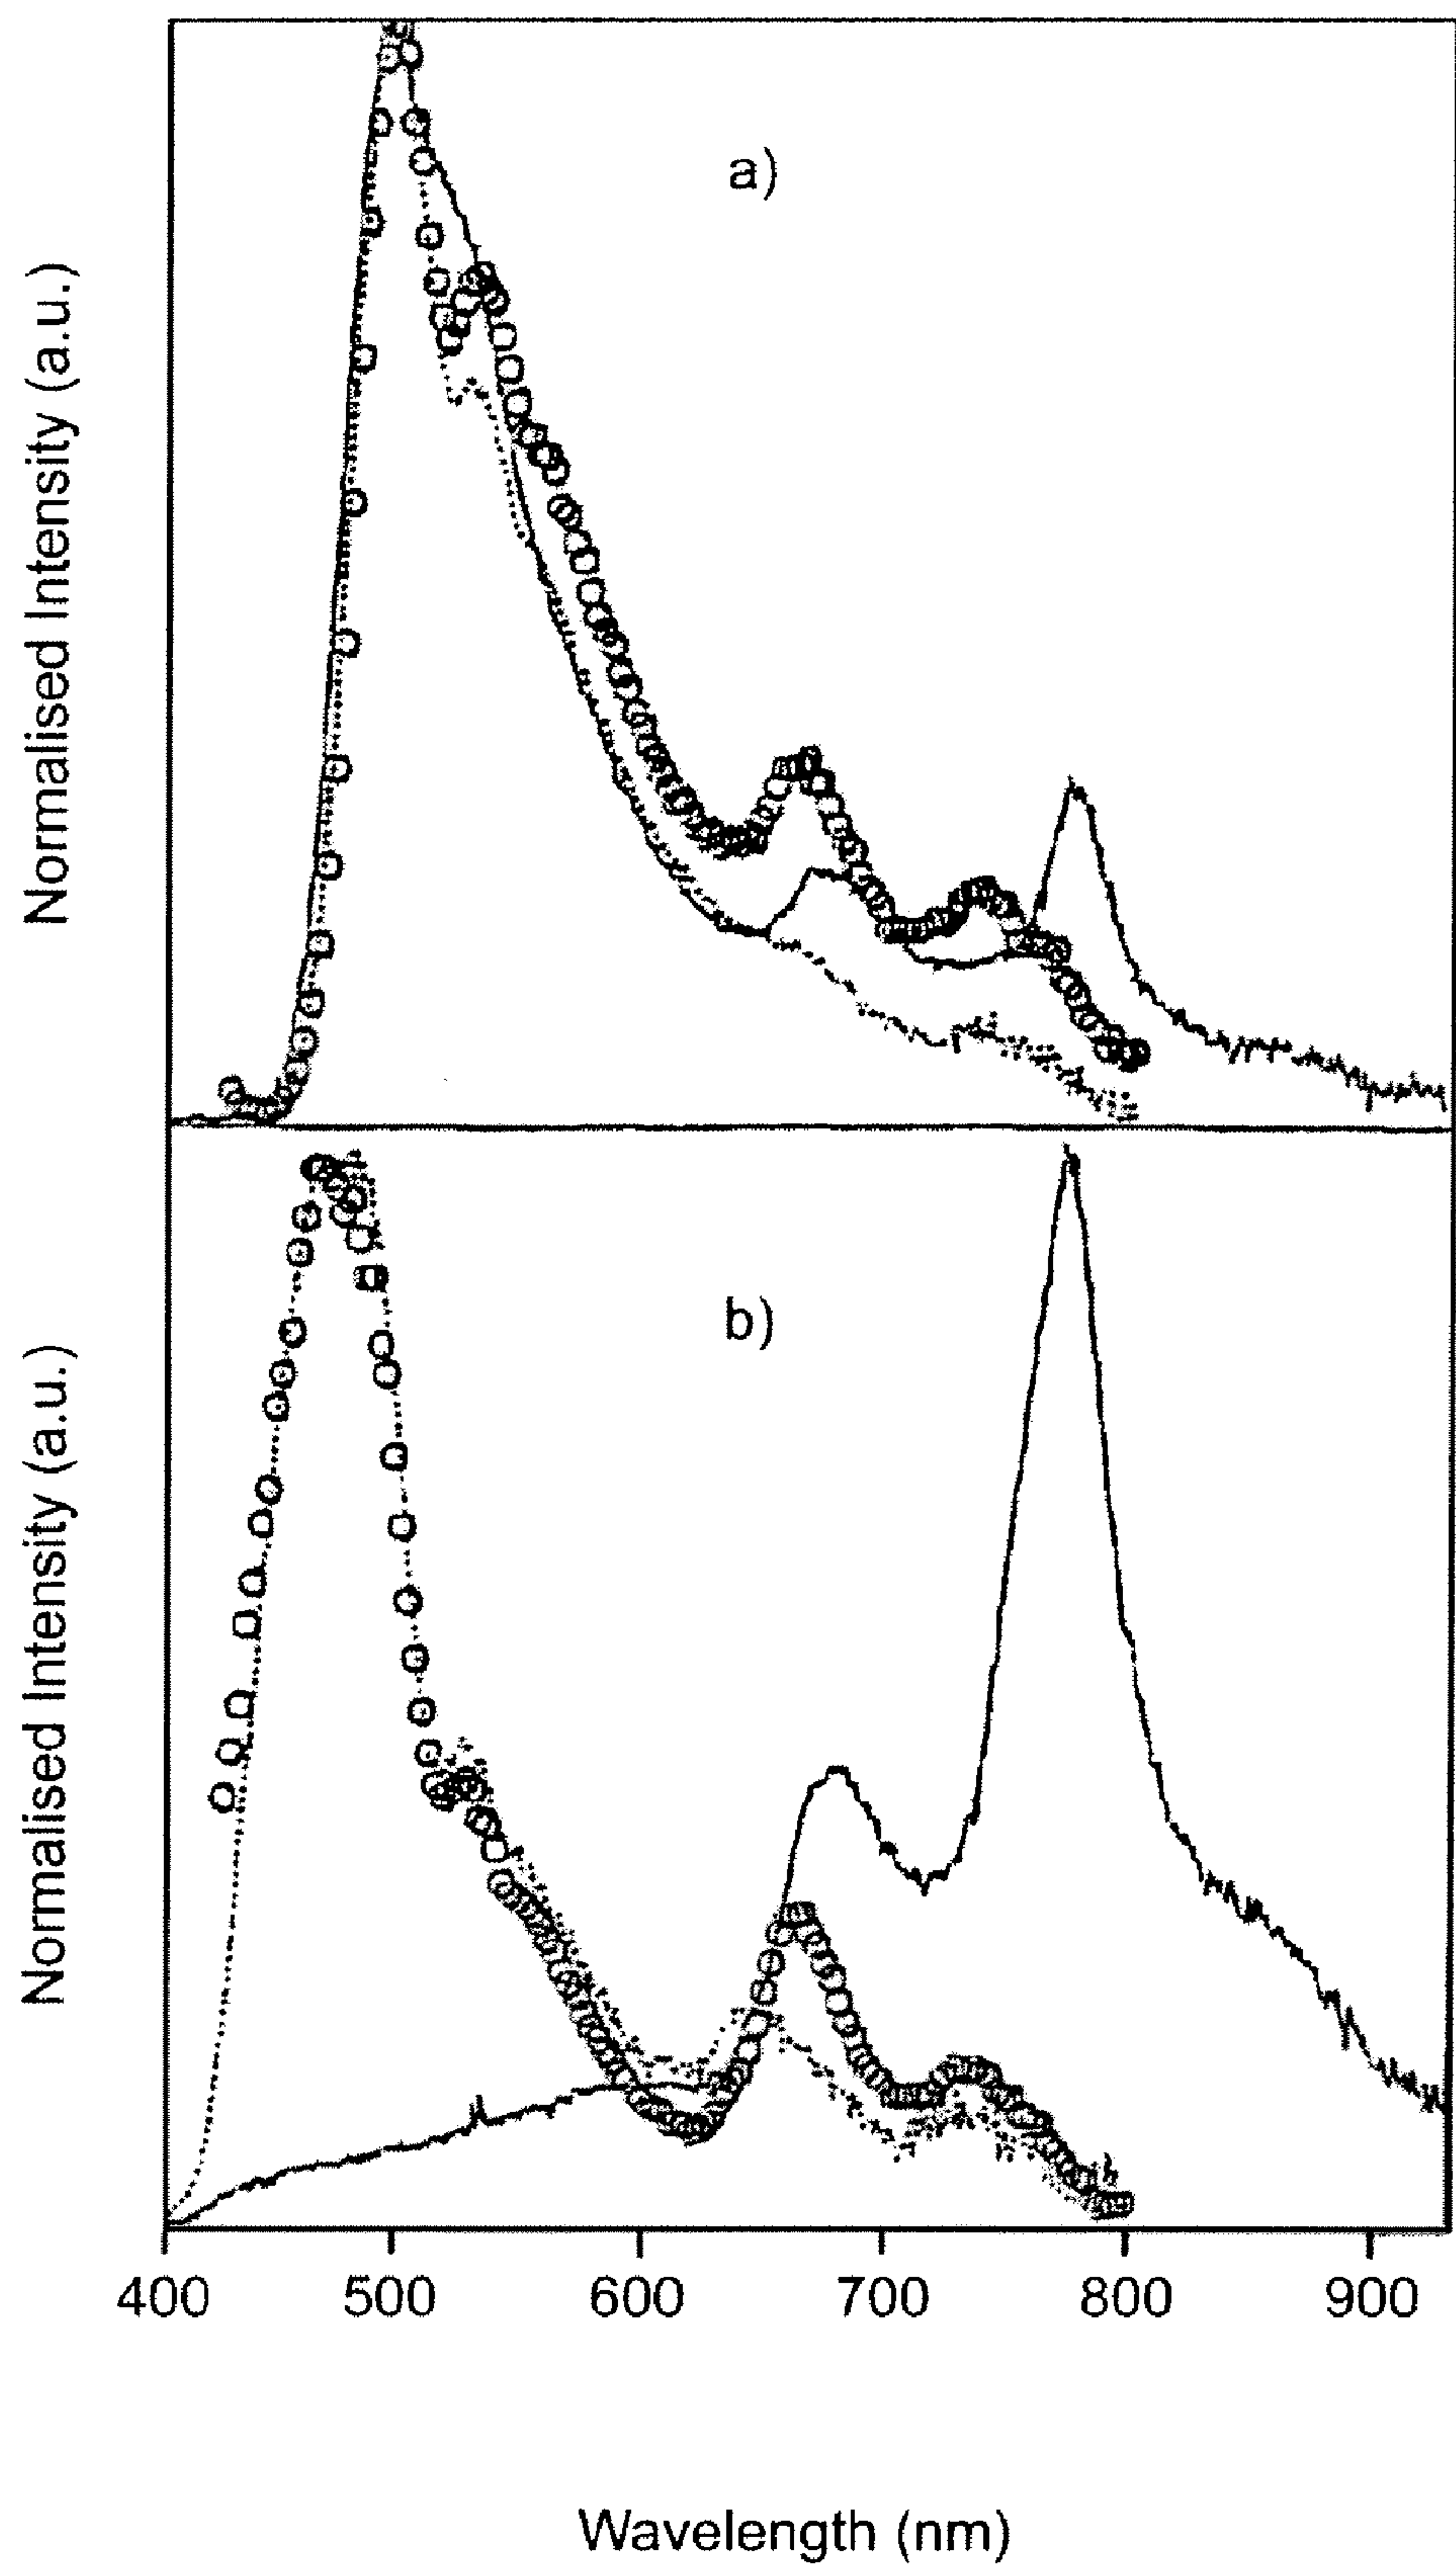 Normalised Intensity (a.u.)
a)
Normalised Intensity (a.u.)
b)
400 500 600 700 800 900
Wavelength (nm)